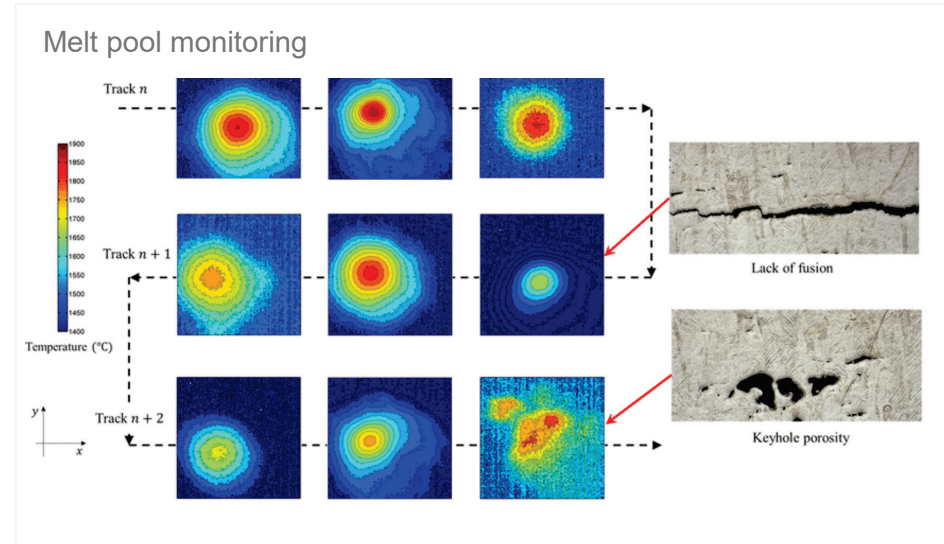 Melt pool monitoring
Track n
1900
1850
1800
1750
1700
1650
1600
1550
1500
1450
1400
Temperature (°C)
Track n + 1
Lack of fusion
Track n + 2
y
x
Keyhole porosity